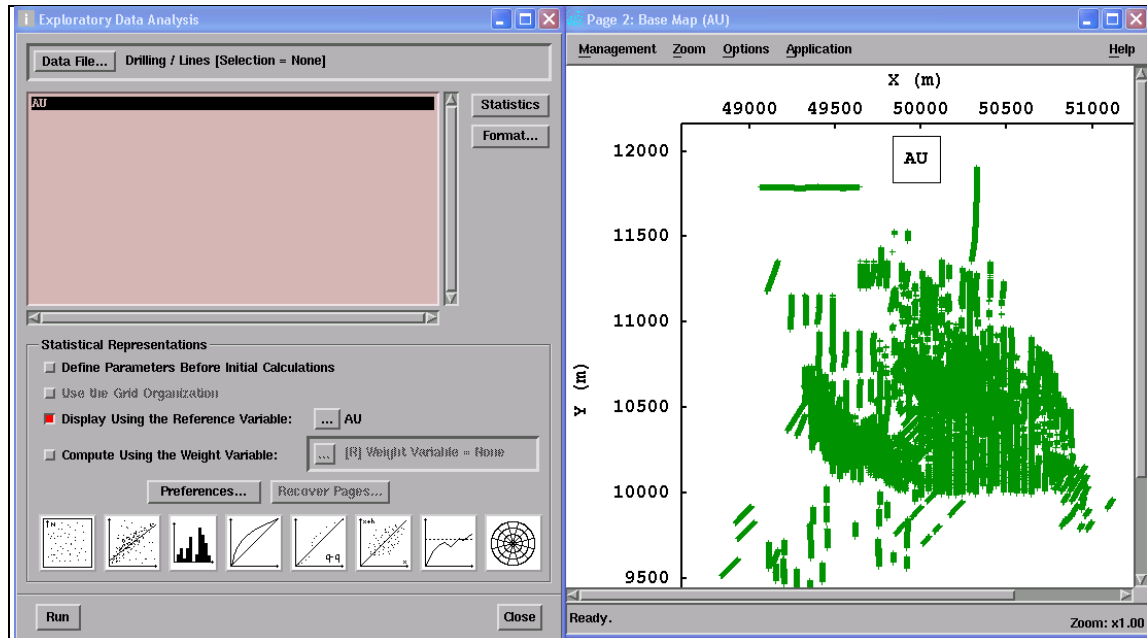 Exploratory Data Analysis
Data File... Drilling / Lines [Selection = None]
AU
Statistics
Format...
Statistical Representations
Define Parameters Before Initial Calculations
Use the Grid Organization
Display Using the Reference Variable: ... AU
Compute Using the Weight Variable: ... [R] Weight Variable = None
Preferences... Recover Pages...
N
q-q
x+h
x
Run Close
Page 2: Base Map (AU)
Management Zoom Options Application Help
X (m)
49000 49500 50000 50500 51000
AU
12000
11500
11000
10500
10000
9500
Y (m)
Ready. Zoom: x1.00